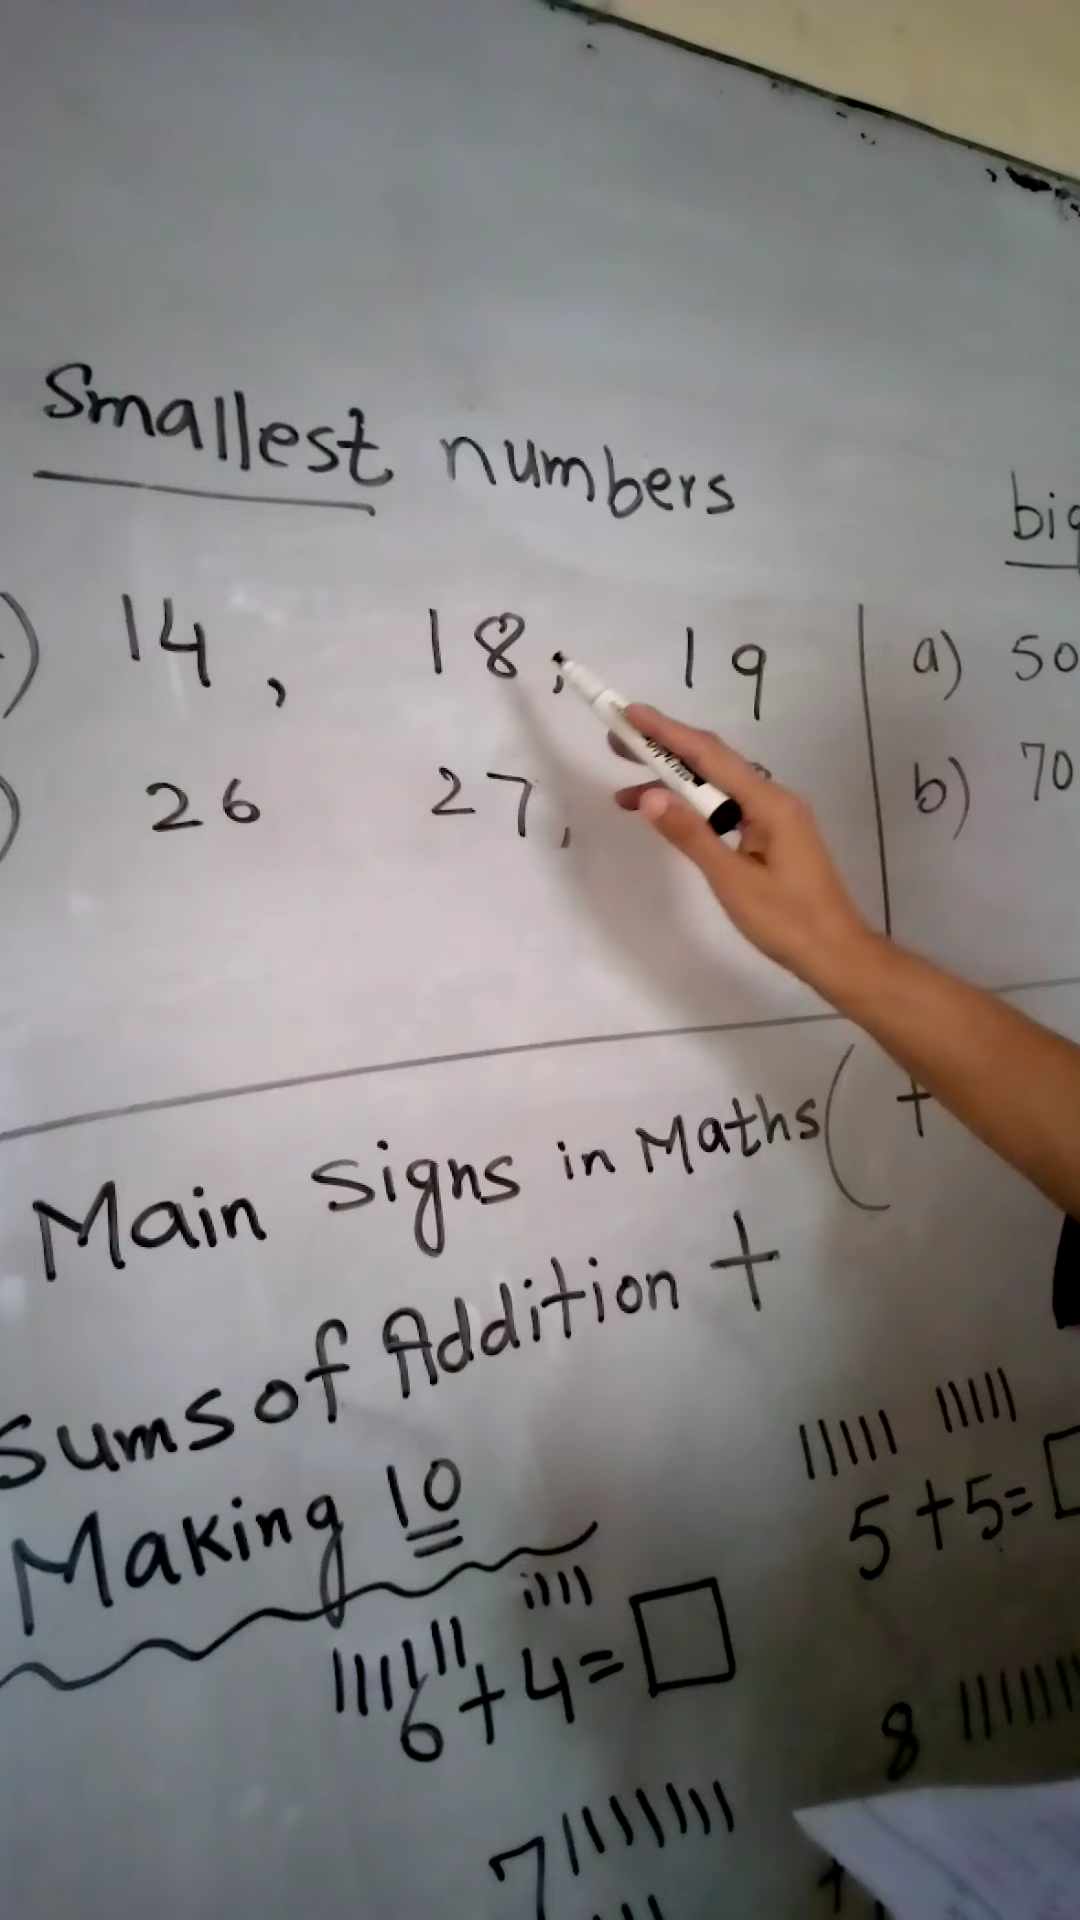 Smallest numbers
14, 18, 19
26 27,
a) 50
b) 70
Main Signs in Maths ( +
Sums of Addition +
Making 10
5+5=
6+4=
8
7